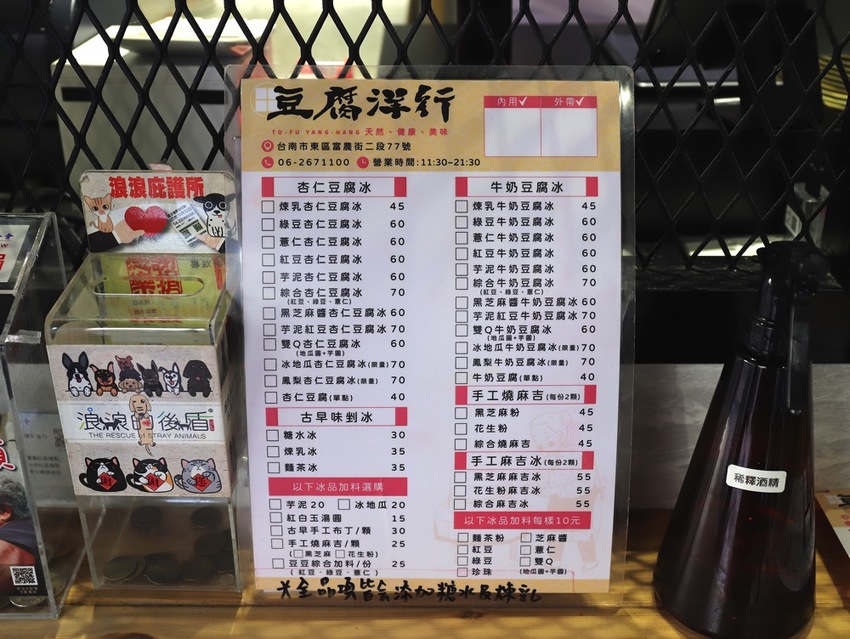 豆腐洋行
TO-FU YANG-HANG 天然、健康、美味
台南市東區富農街二段77號
06-2671100 營業時間:11:30~21:30
內用✓ 外帶✓
杏仁豆腐冰
煉乳杏仁豆腐冰 45
綠豆杏仁豆腐冰 60
薏仁杏仁豆腐冰 60
紅豆杏仁豆腐冰 60
芋泥杏仁豆腐冰 60
綜合杏仁豆腐冰 70
(紅豆、綠豆、薏仁)
黑芝麻醬杏仁豆腐冰 60
芋泥紅豆杏仁豆腐冰 70
雙Q杏仁豆腐冰 60
(地瓜圓+芋圓)
冰地瓜杏仁豆腐冰(限量) 70
鳳梨杏仁豆腐冰(限量) 70
杏仁豆腐(單點) 40
古早味剉冰
糖水冰 30
煉乳冰 35
麵茶冰 35
以下冰品加料選購
芋泥20 冰地瓜20
紅白玉湯圓 15
古早手工布丁/顆 30
手工燒麻吉/顆 25
(黑芝麻 花生粉)
豆豆綜合加料/份 25
(紅豆、綠豆、薏仁)
牛奶豆腐冰
煉乳牛奶豆腐冰 45
綠豆牛奶豆腐冰 60
薏仁牛奶豆腐冰 60
紅豆牛奶豆腐冰 60
芋泥牛奶豆腐冰 60
綜合牛奶豆腐冰 70
(紅豆、綠豆、薏仁)
黑芝麻醬牛奶豆腐冰 60
芋泥紅豆牛奶豆腐冰 70
雙Q牛奶豆腐冰 60
(地瓜圓+芋圓)
冰地瓜牛奶豆腐冰(限量) 70
鳳梨牛奶豆腐冰(限量) 70
牛奶豆腐(單點) 40
手工燒麻吉(每份2顆)
黑芝麻粉 45
花生粉 45
綜合燒麻吉 45
手工麻吉冰(每份2顆)
黑芝麻麻吉冰 55
花生粉麻吉冰 55
綜合麻吉冰 55
以下冰品加料每樣10元
麵茶粉 芝麻醬
紅豆 薏仁
綠豆 雙Q
珍珠 (地瓜圓+芋圓)
大全品項皆會添加糖水及煉乳
浪浪庇護所
浪浪的後盾
THE RESCUE of STRAY ANIMALS
稀釋酒精